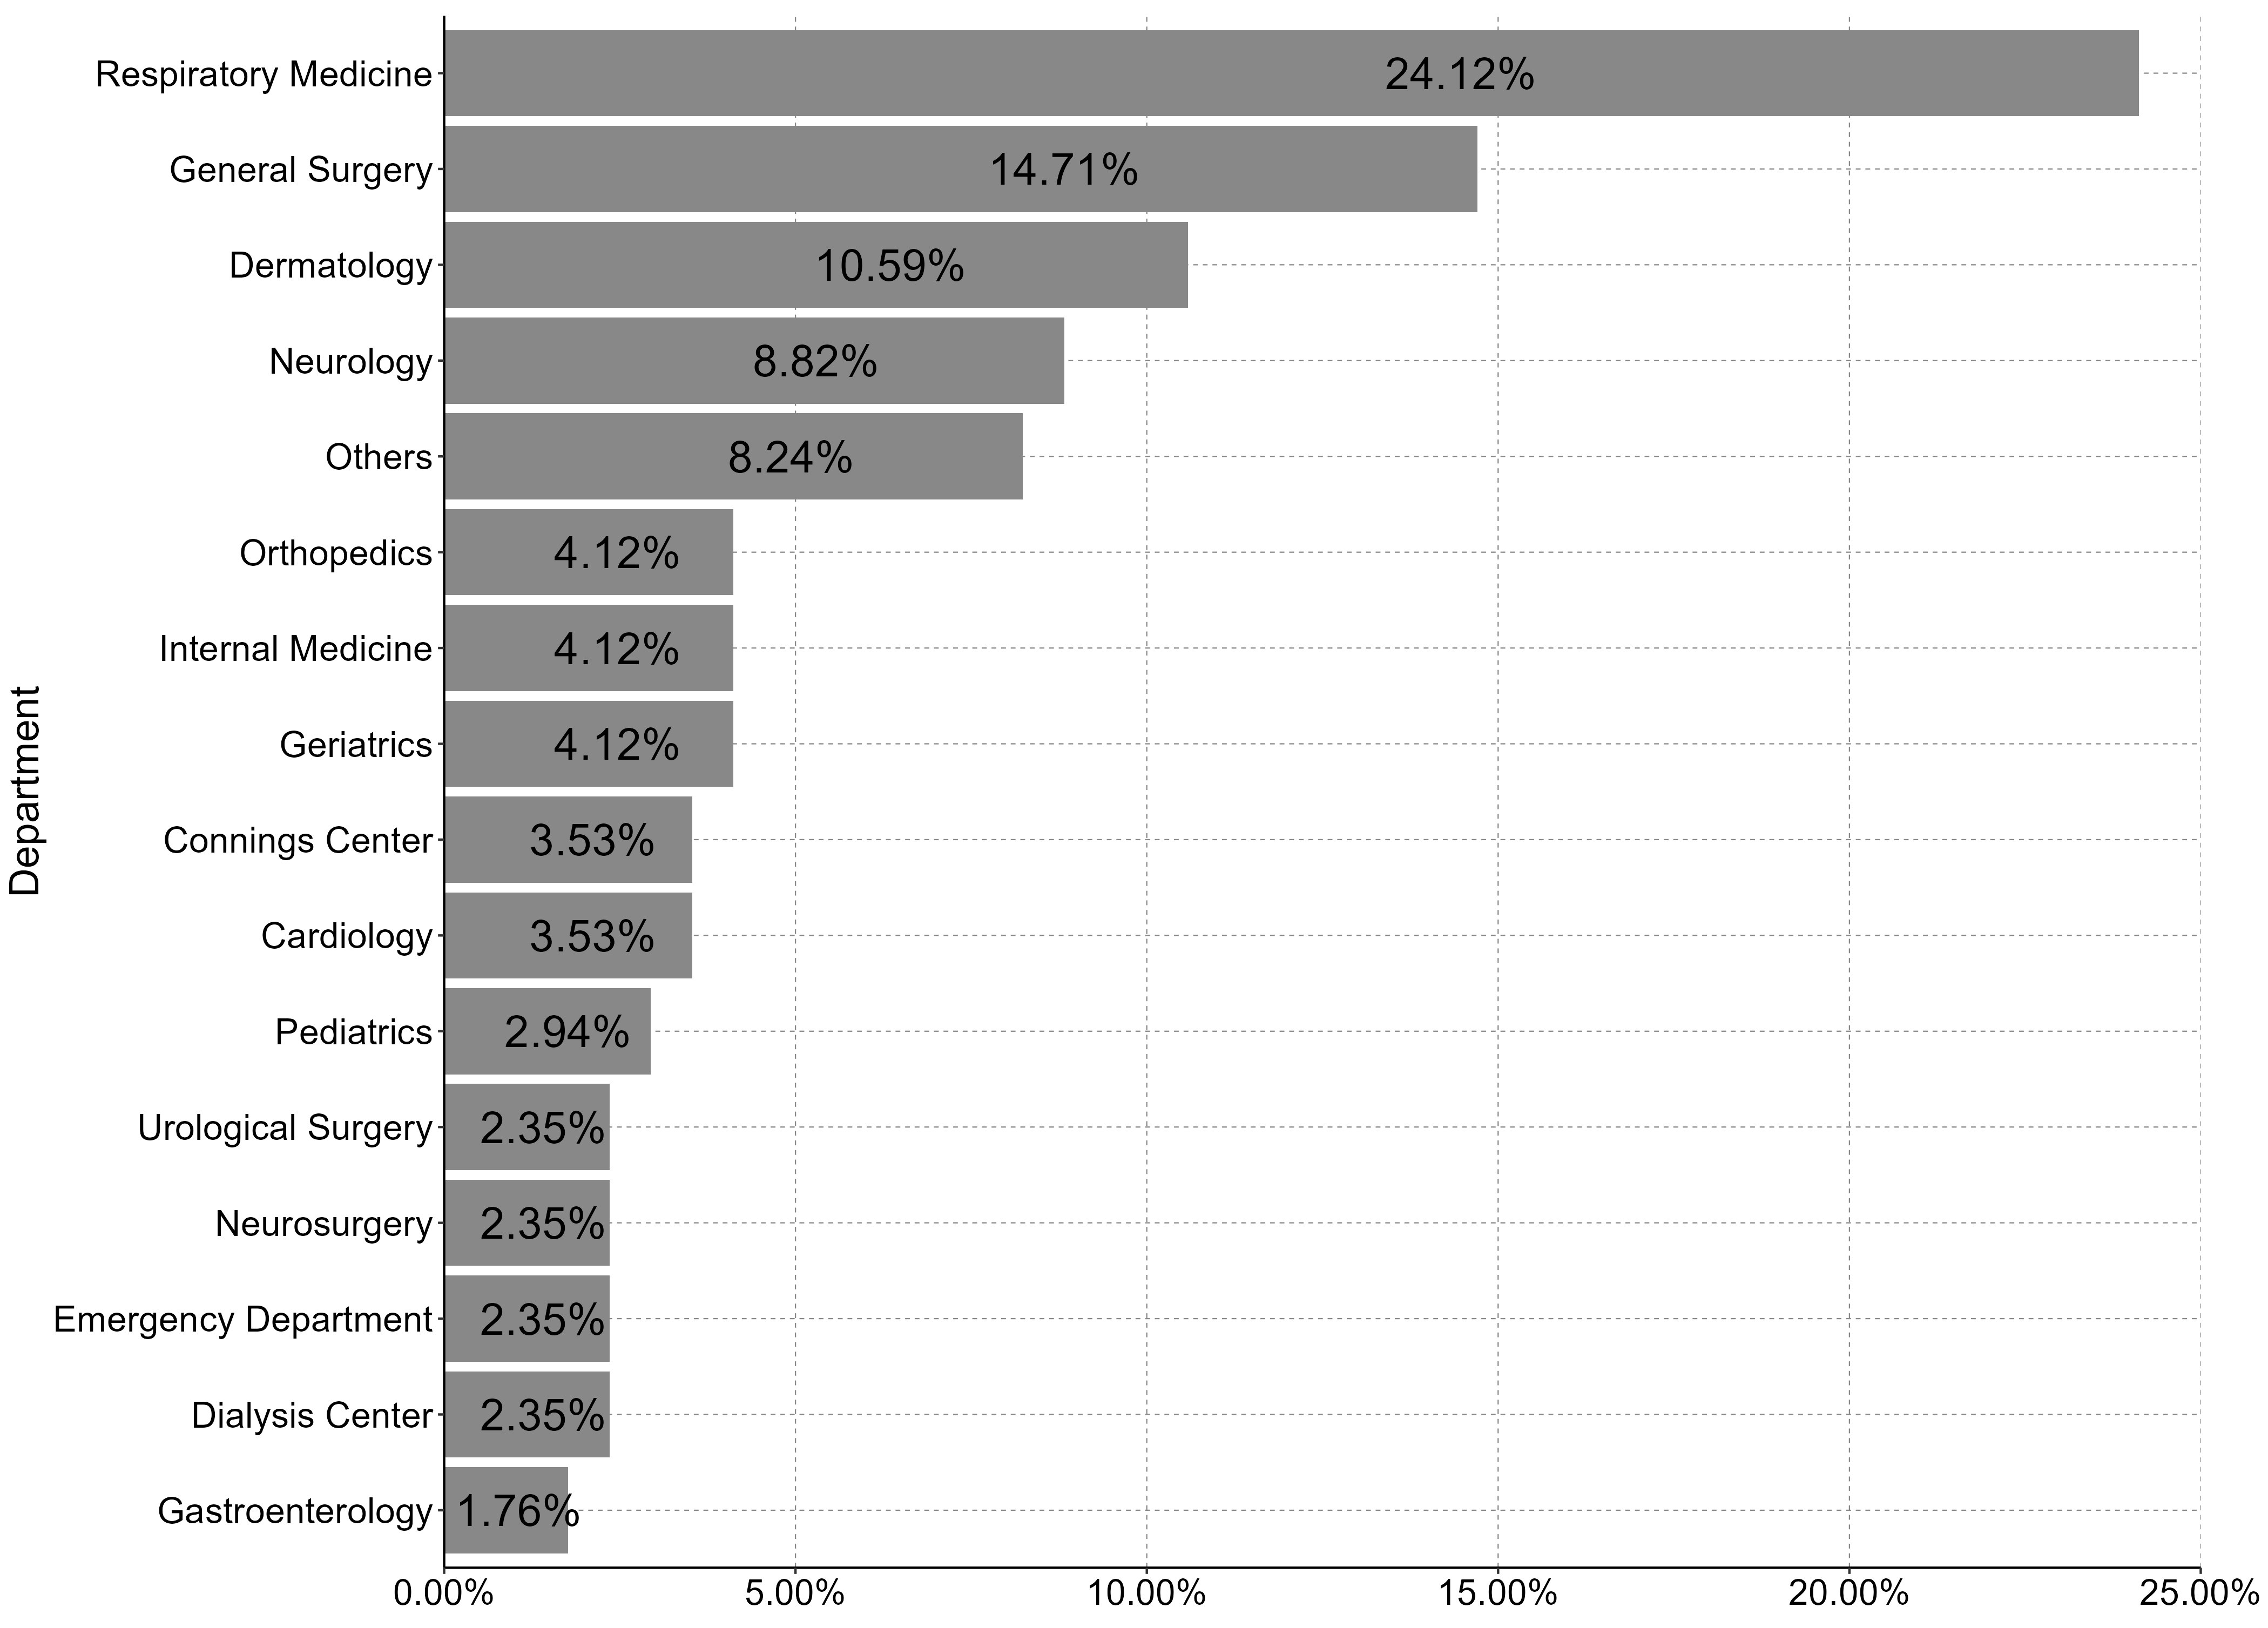 Department
Respiratory Medicine 24.12%
General Surgery 14.71%
Dermatology 10.59%
Neurology 8.82%
Others 8.24%
Orthopedics 4.12%
Internal Medicine 4.12%
Geriatrics 4.12%
Connings Center 3.53%
Cardiology 3.53%
Pediatrics 2.94%
Urological Surgery 2.35%
Neurosurgery 2.35%
Emergency Department 2.35%
Dialysis Center 2.35%
Gastroenterology 1.76%
0.00% 5.00% 10.00% 15.00% 20.00% 25.00%